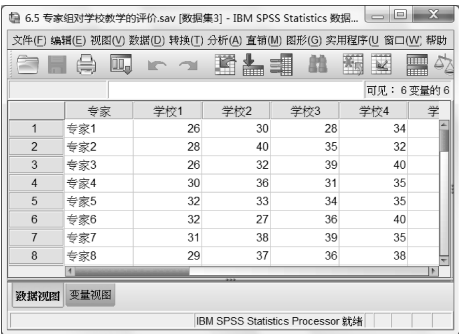 6.5 专家组对学校教学的评价.sav [数据集3] - IBM SPSS Statistics 数据...
文件(F) 编辑(E) 视图(V) 数据(D) 转换(T) 分析(A) 直销(M) 图形(G) 实用程序(U) 窗口(W) 帮助
可见： 6 变量的 6
专家 学校1 学校2 学校3 学校4 学
1 专家1 26 30 28 34
2 专家2 28 40 35 32
3 专家3 26 32 39 40
4 专家4 30 36 31 35
5 专家5 32 33 34 35
6 专家6 32 27 36 40
7 专家7 31 38 39 35
8 专家8 29 37 36 38
数据视图 变量视图
IBM SPSS Statistics Processor 就绪